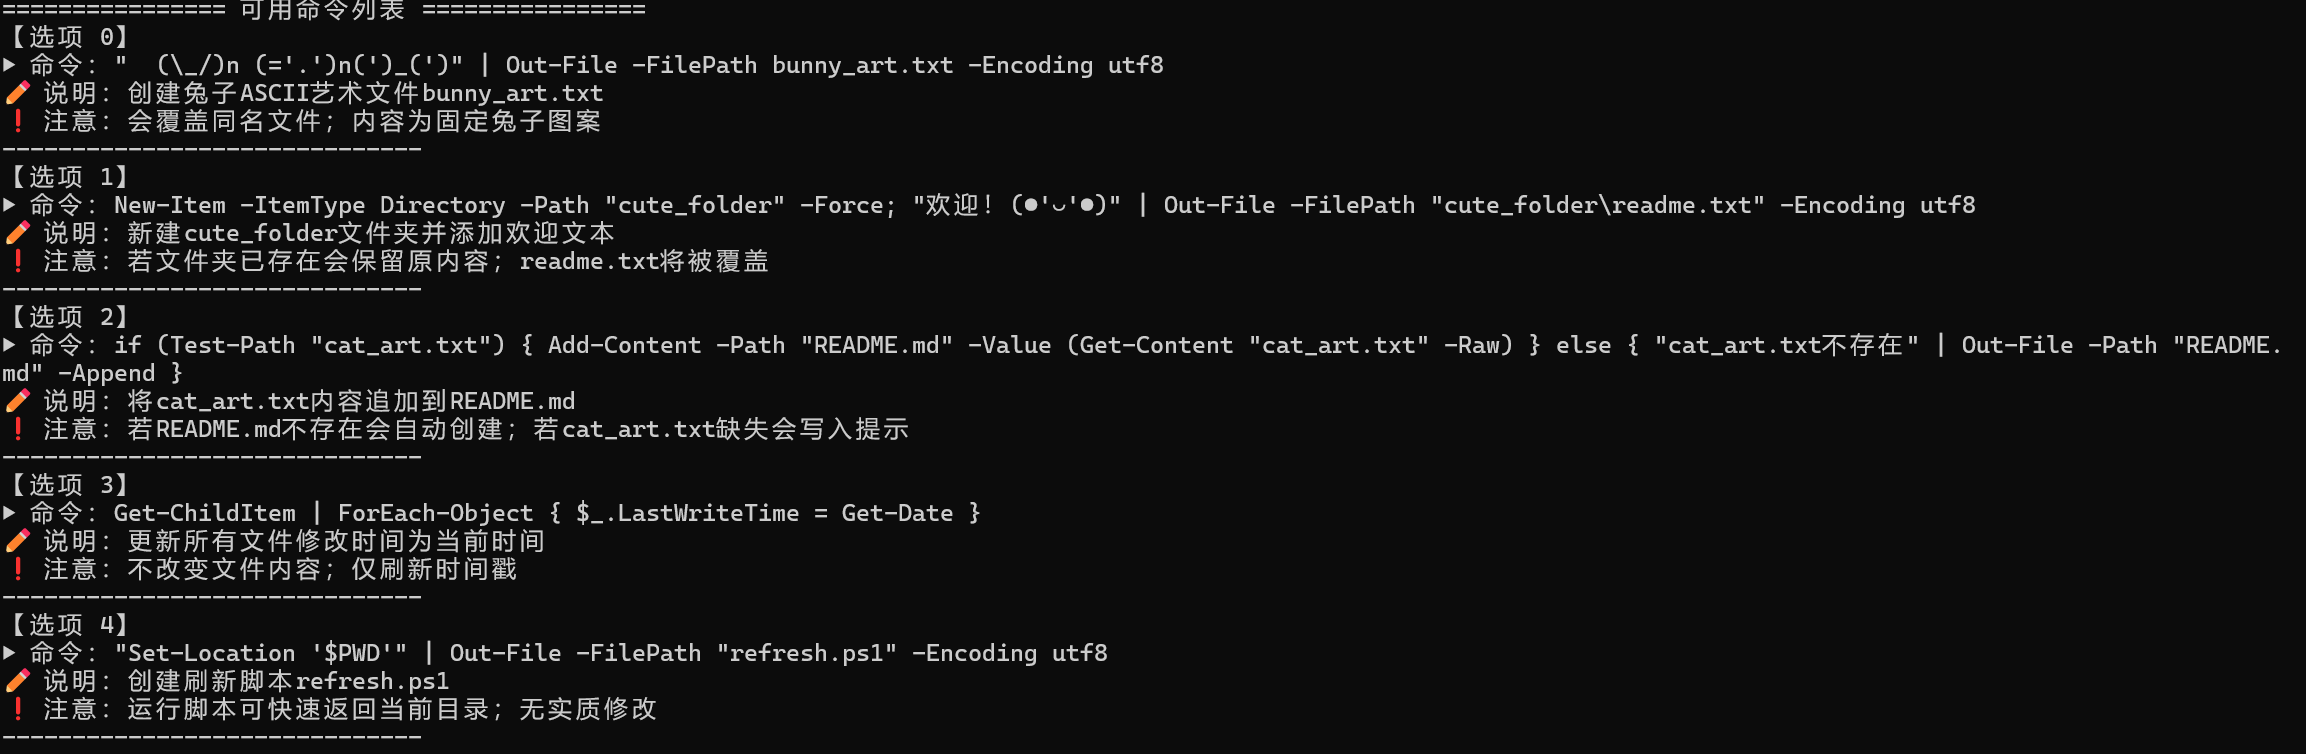 ================ 可用命令列表 ================
【选项 0】
▶ 命令: "  (\_/)n (='.')n(')_(')" | Out-File -FilePath bunny_art.txt -Encoding utf8
✏️ 说明: 创建兔子ASCII艺术文件bunny_art.txt
❗ 注意: 会覆盖同名文件; 内容为固定兔子图案
------------------------------
【选项 1】
▶ 命令: New-Item -ItemType Directory -Path "cute_folder" -Force; "欢迎! (●'◡'●)" | Out-File -FilePath "cute_folder\readme.txt" -Encoding utf8
✏️ 说明: 新建cute_folder文件夹并添加欢迎文本
❗ 注意: 若文件夹已存在会保留原内容; readme.txt将被覆盖
------------------------------
【选项 2】
▶ 命令: if (Test-Path "cat_art.txt") { Add-Content -Path "README.md" -Value (Get-Content "cat_art.txt" -Raw) } else { "cat_art.txt不存在" | Out-File -Path "README.
md" -Append }
✏️ 说明: 将cat_art.txt内容追加到README.md
❗ 注意: 若README.md不存在会自动创建; 若cat_art.txt缺失会写入提示
------------------------------
【选项 3】
▶ 命令: Get-ChildItem | ForEach-Object { $_.LastWriteTime = Get-Date }
✏️ 说明: 更新所有文件修改时间为当前时间
❗ 注意: 不改变文件内容; 仅刷新时间戳
------------------------------
【选项 4】
▶ 命令: "Set-Location '$PWD'" | Out-File -FilePath "refresh.ps1" -Encoding utf8
✏️ 说明: 创建刷新脚本refresh.ps1
❗ 注意: 运行脚本可快速返回当前目录; 无实质修改
------------------------------